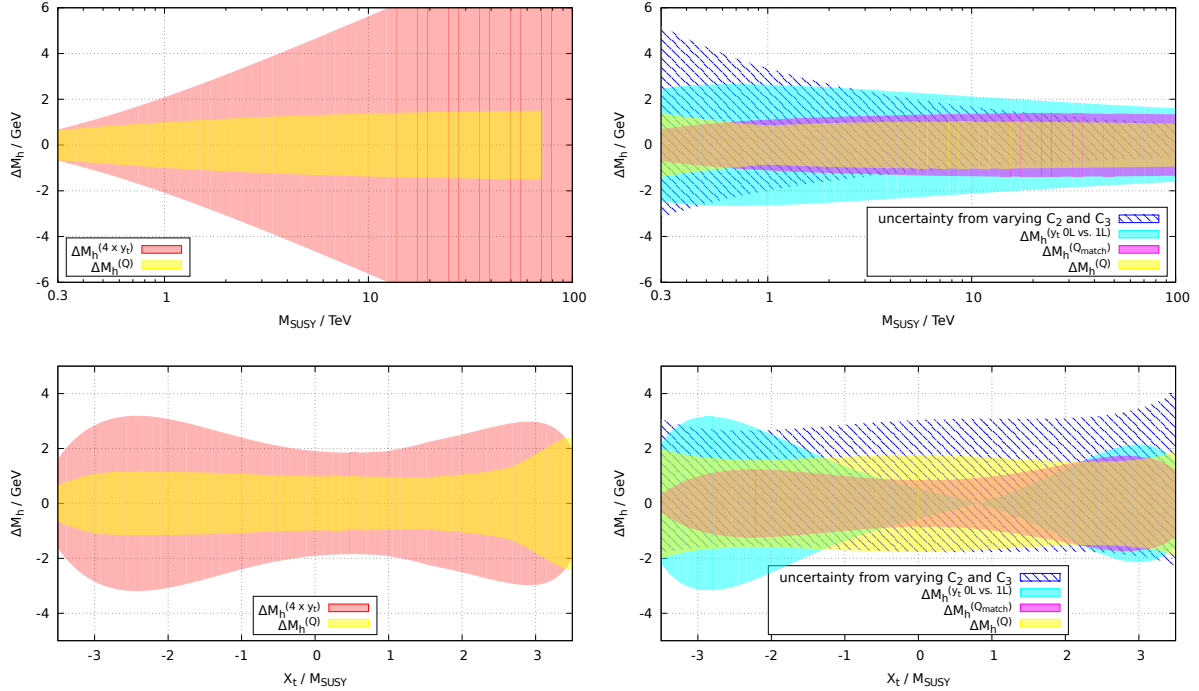 6
4
2
0
-2
-4
-6
0.3
1
10
100
ΔM_h / GeV
M_SUSY / TeV
ΔM_h^(4 x y_t)
ΔM_h^(Q)
6
4
2
0
-2
-4
-6
0.3
1
10
100
ΔM_h / GeV
M_SUSY / TeV
uncertainty from varying C_2 and C_3
ΔM_h^(y_t 0L vs. 1L)
ΔM_h^(Q_match)
ΔM_h^(Q)
4
2
0
-2
-4
-3
-2
-1
0
1
2
3
ΔM_h / GeV
X_t / M_SUSY
ΔM_h^(4 x y_t)
ΔM_h^(Q)
4
2
0
-2
-4
-3
-2
-1
0
1
2
3
ΔM_h / GeV
X_t / M_SUSY
uncertainty from varying C_2 and C_3
ΔM_h^(y_t 0L vs. 1L)
ΔM_h^(Q_match)
ΔM_h^(Q)